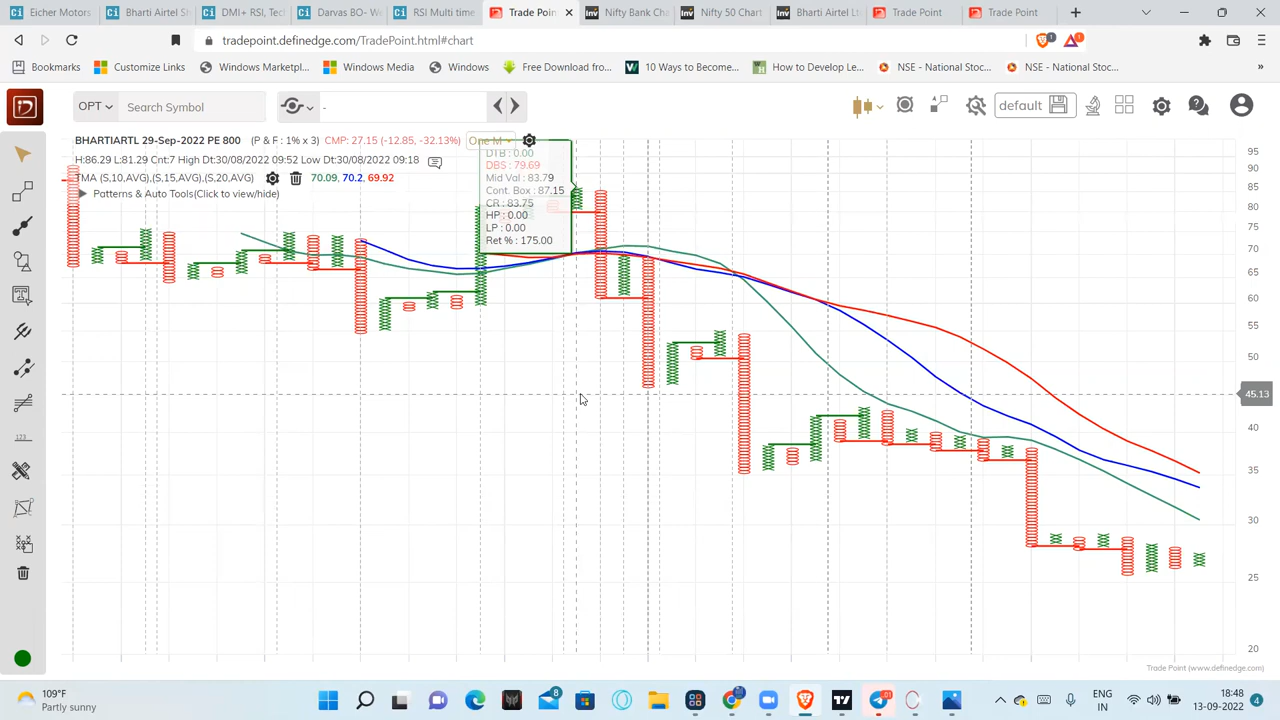 Eicher Motors
Bharti Airtel S
DMI+ RSI, Tech
Darvas BO- We
RSI Multi time
Trade Poin
Nifty Bank Cha
Nifty 50 Chart
Bharti Airtel Lt
Trade Point
Trade Point
tradepoint.definedge.com/TradePoint.html#chart
Bookmarks
Customize Links
Windows Marketpl...
Windows Media
Windows
Free Download fro...
10 Ways to Become...
How to Develop Le...
NSE - National Stoc...
NSE - National Stoc...
»
OPT
Search Symbol
-
default
BHARTIARTL 29-Sep-2022 PE 800 (P & F : 1% x 3) CMP: 27.15 (-12.85, -32.13%) One M
H:86.29 L:81.29 Cnt:7 High Dt:30/
02 09:52 Low Dt:30/08/2022 09:18
TMA (S,10,AVG),(S,15,AVG),(S,20,AVG) 70.09, 70.2, 69.92
Patterns & Auto Tools(Click to view/hide)
DTB : 0.00
DBS : 79.69
Mid Val : 83.79
Cont. Box : 87.15
CR : 83.75
HP : 0.00
LP : 0.00
Ret % : 175.00
95
90
85
80
75
70
65
60
55
50
45.13
40
35
30
25
20
123
Trade Point (www.definedge.com)
109°F
Partly sunny
8
01
ENG
IN
18:48
13-09-2022
4